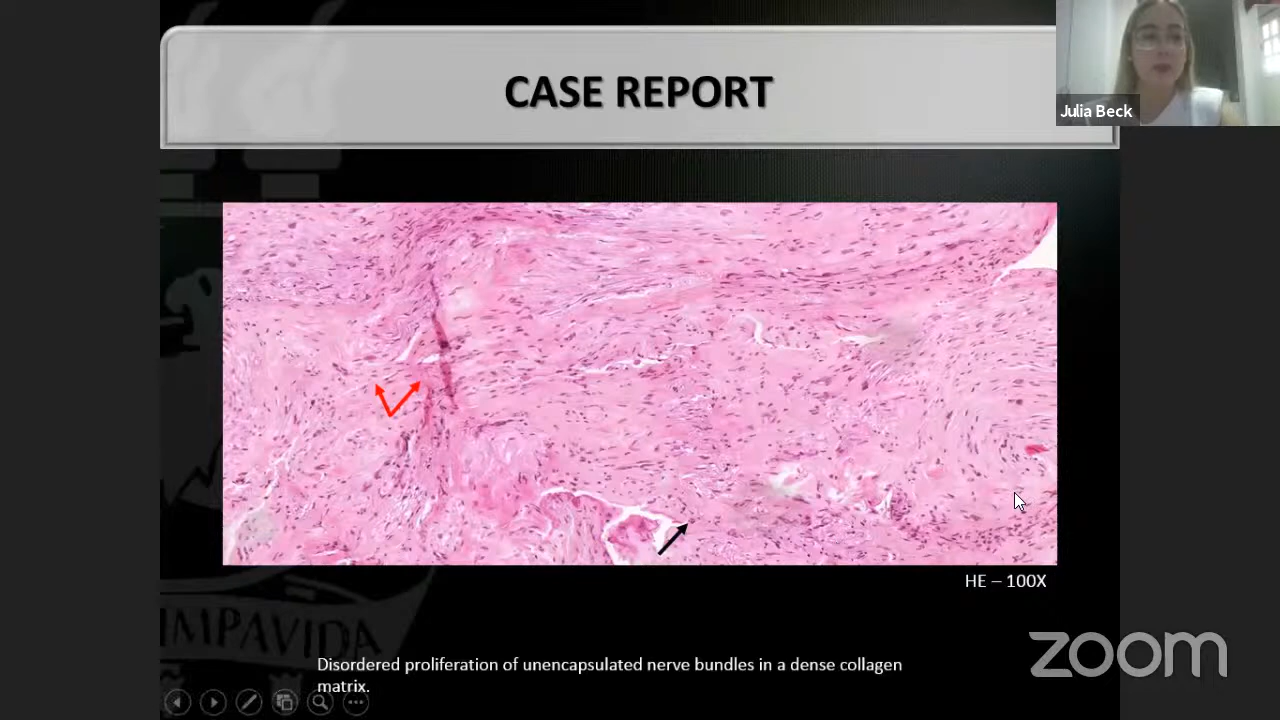 CASE REPORT
Julia Beck
HE – 100X
IMPAVIDA
Disordered proliferation of unencapsulated nerve bundles in a dense collagen
matrix.
zoom